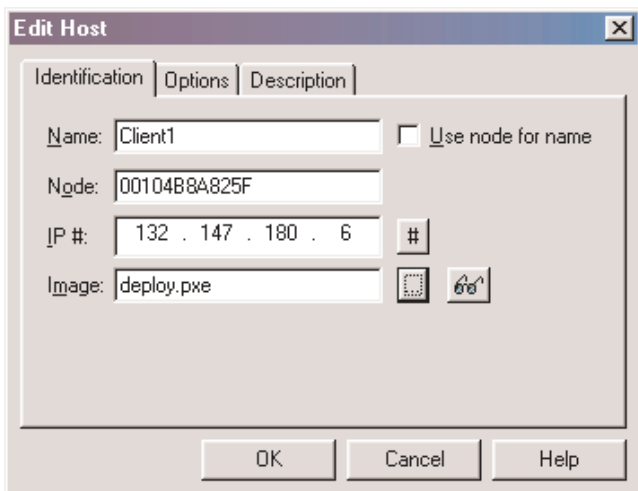 Edit Host
Identification Options Description
Name: Client1 Use node for name
Node: 00104B8A825F
IP #: 132 . 147 . 180 . 6 #
Image: deploy.pxe
OK Cancel Help